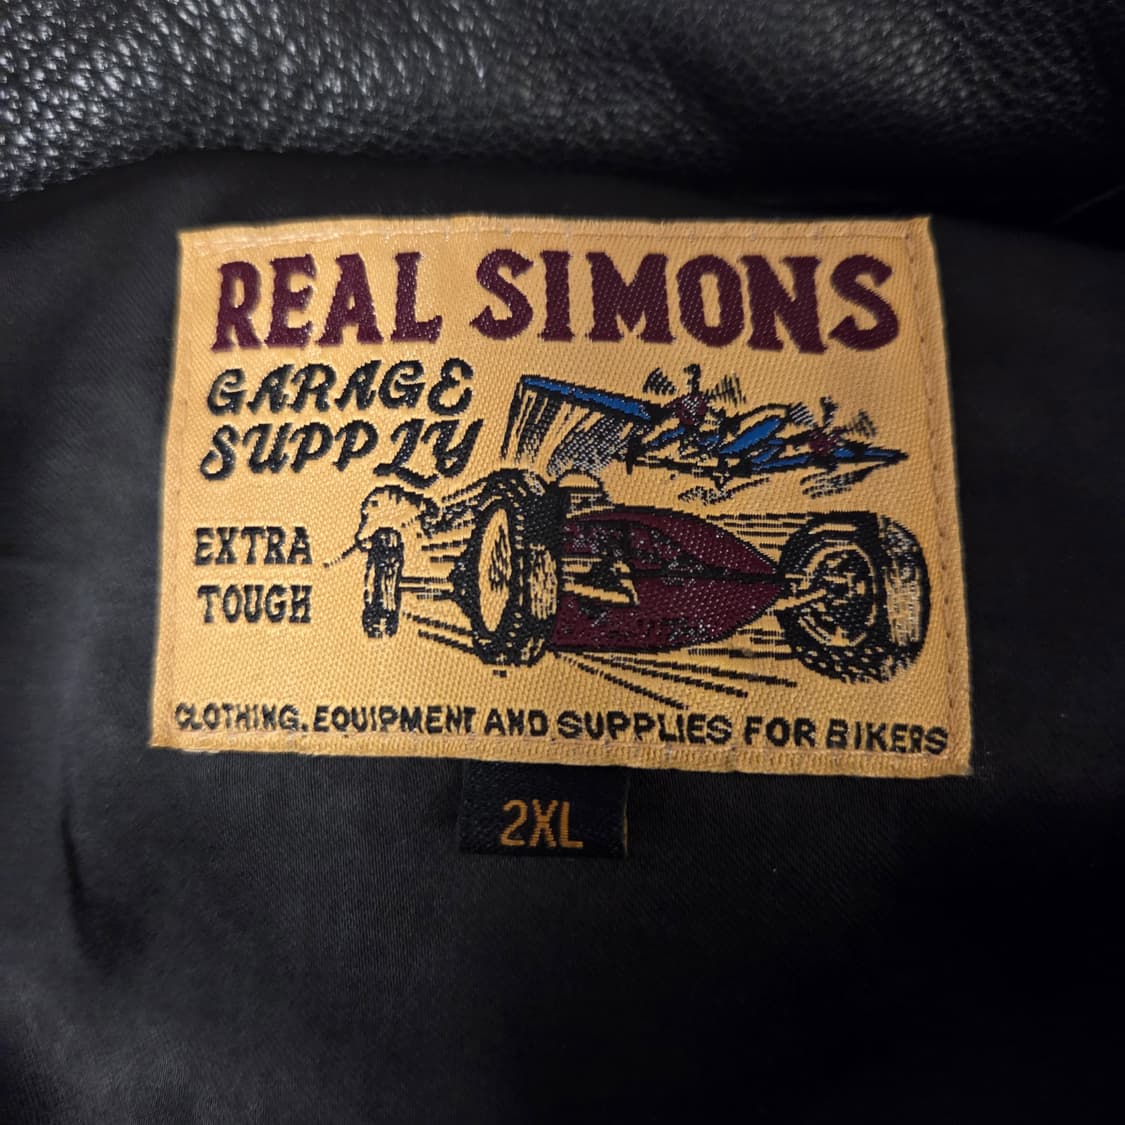 REAL SIMONS
GARAGE
SUPPLY
EXTRA
TOUGH
CLOTHING. EQUIPMENT AND SUPPLIES FOR BIKERS
2XL